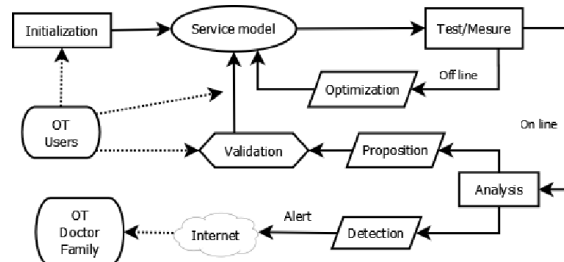 Initialization
Service model
Test/Mesure
Off line
Optimization
OT
Users
On line
Validation
Proposition
Analysis
OT
Doctor
Family
Internet
Alert
Detection